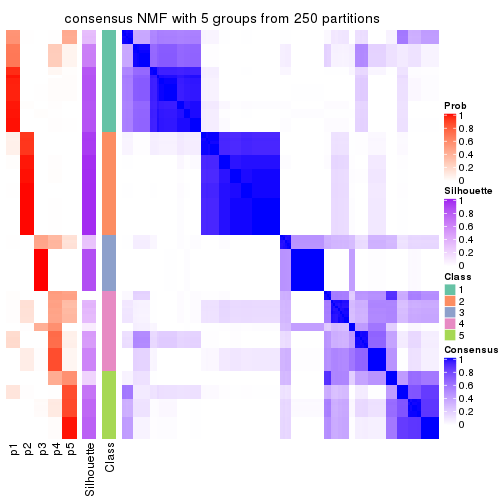 consensus NMF with 5 groups from 250 partitions
Prob
1
0.8
0.6
0.4
0.2
0
Silhouette
1
0.8
0.6
0.4
0.2
0
Class
1
2
3
4
5
Consensus
1
0.8
0.6
0.4
0.2
0
p1
p2
p3
p4
p5
Silhouette
Class